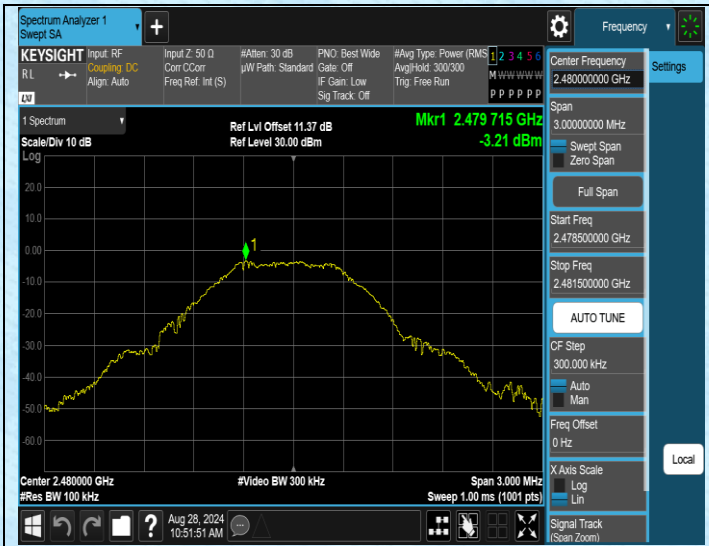 Spectrum Analyzer 1
Swept SA
+
Frequency
KEYSIGHT
RL
LXI
Input: RF
Coupling: DC
Align: Auto
Input Z: 50 Ω
Corr CCorr
Freq Ref: Int (S)
#Atten: 30 dB
µW Path: Standard
PNO: Best Wide
Gate: Off
IF Gain: Low
Sig Track: Off
#Avg Type: Power (RMS
Avg|Hold: 300/300
Trig: Free Run
1 2 3 4 5 6
M W W W W W
P P P P P P
1 Spectrum
Scale/Div 10 dB
Log
Ref Lvl Offset 11.37 dB
Ref Level 30.00 dBm
Mkr1 2.479 715 GHz
-3.21 dBm
20.0
10.0
0.00
-10.0
-20.0
-30.0
-40.0
-50.0
-60.0
1
Center 2.480000 GHz
#Res BW 100 kHz
#Video BW 300 kHz
Span 3.000 MHz
Sweep 1.00 ms (1001 pts)
Center Frequency
2.480000000 GHz
Span
3.00000000 MHz
Swept Span
Zero Span
Full Span
Start Freq
2.478500000 GHz
Stop Freq
2.481500000 GHz
AUTO TUNE
CF Step
300.000 kHz
Auto
Man
Freq Offset
0 Hz
X Axis Scale
Log
Lin
Signal Track
(Span Zoom)
Settings
Local
?
Aug 28, 2024
10:51:51 AM